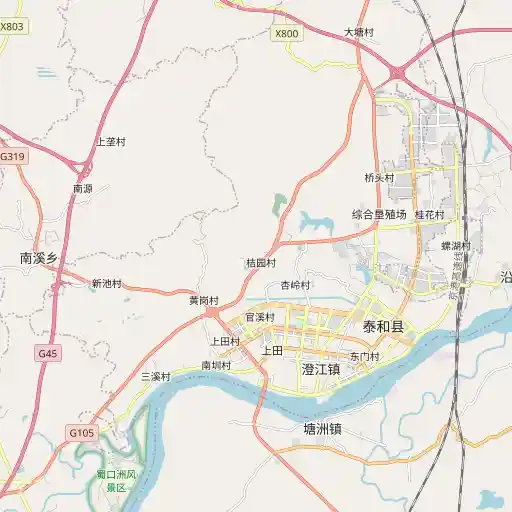 X803
X800
大塘村
G319
上垄村
桥头村
南源
综合垦殖场
桂花村
螺湖村
南溪乡
桔园村
沿
新池村
杏岭村
黄岗村
官溪村
泰和县
上田村
上田
东门村
G45
南圳村
澄江镇
三溪村
G105
塘洲镇
蜀口洲风
景区